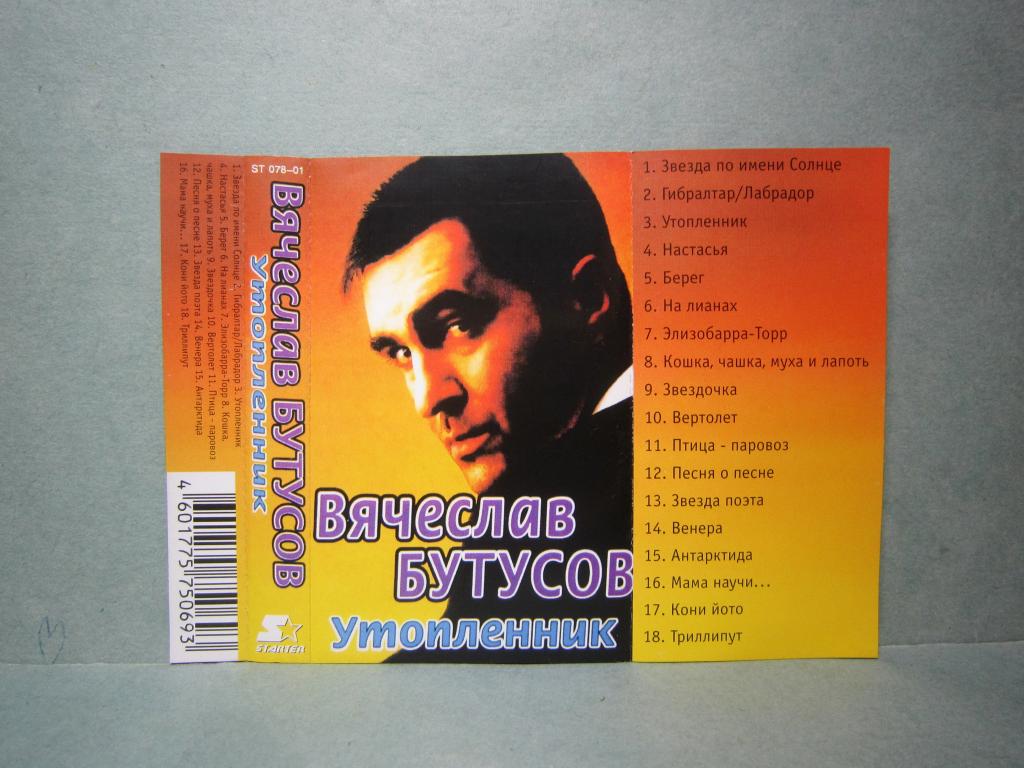 1. Звезда по имени Солнце 2. Гибралтар/Лабрадор 3. Утопленник
4. Настасья 5. Берег 6. На лианах 7. Элизобарра-Торр 8. Кошка,
чашка, муха и лапоть 9. Звездочка 10. Вертолет 11. Птица - паровоз
12. Песня о песне 13. Звезда поэта 14. Венера 15. Антарктида
16. Мама научи... 17. Кони йото 18. Триллипут
4 601775 750693
ST 078-01
Вячеслав БУТУСОВ
Утопленник
STARTER
Вячеслав
БУТУСОВ
Утопленник
1. Звезда по имени Солнце
2. Гибралтар/Лабрадор
3. Утопленник
4. Настасья
5. Берег
6. На лианах
7. Элизобарра-Торр
8. Кошка, чашка, муха и лапоть
9. Звездочка
10. Вертолет
11. Птица - паровоз
12. Песня о песне
13. Звезда поэта
14. Венера
15. Антарктида
16. Мама научи...
17. Кони йото
18. Триллипут